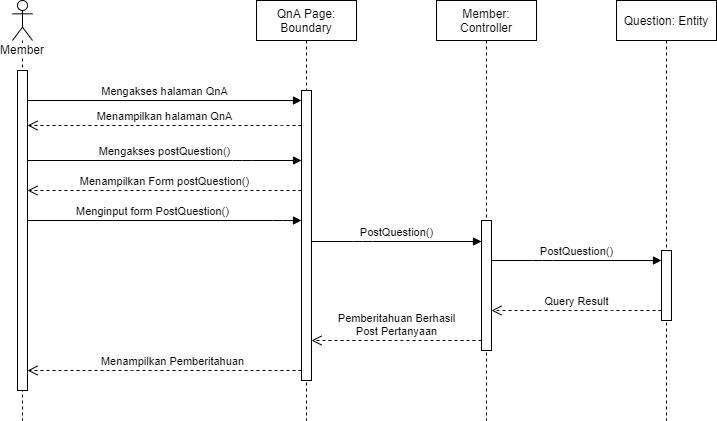 QnA Page:
Boundary
Member:
Controller
Question: Entity
Member
Mengakses halaman QnA
Menampilkan halaman QnA
Mengakses postQuestion()
Menampilkan Form postQuestion()
Menginput form PostQuestion()
PostQuestion()
PostQuestion()
Query Result
Pemberitahuan Berhasil
Post Pertanyaan
Menampilkan Pemberitahuan